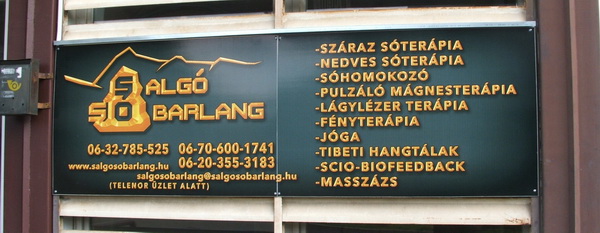 SALGÓ
SÓBARLANG
06-32-785-525 06-70-600-1741
06-20-355-3183
www.salgosobarlang.hu
salgosobarlang@salgosobarlang.hu
(TELENOR ÜZLET ALATT)
-SZÁRAZ SÓTERÁPIA
-NEDVES SÓTERÁPIA
-SÓHOMOKOZÓ
-PULZÁLÓ MÁGNESTERÁPIA
-LÁGYLÉZER TERÁPIA
-FÉNYTERÁPIA
-JÓGA
-TIBETI HANGTÁLAK
-SCIO-BIOFEEDBACK
-MASSZÁZS